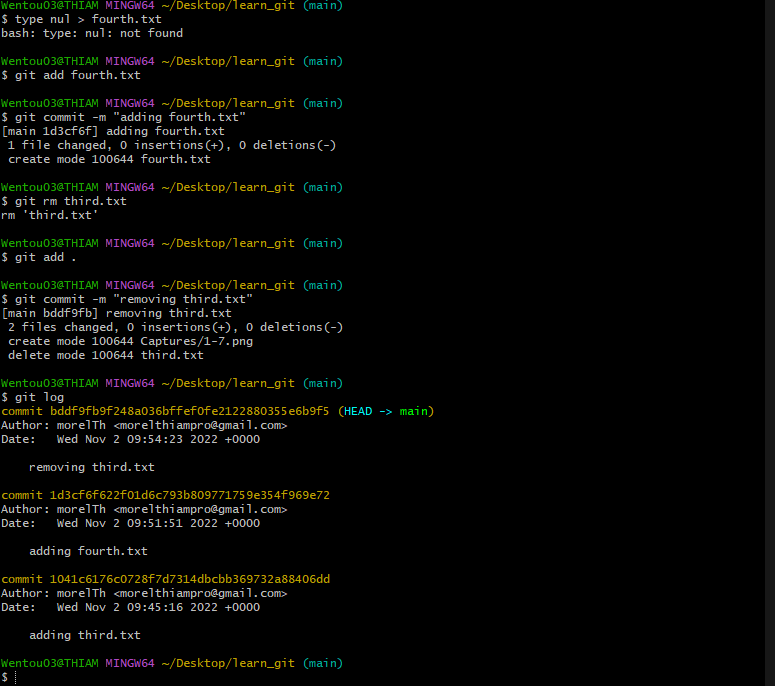 Wentou03@THIAM MINGW64 ~/Desktop/learn_git (main)
$ type nul > fourth.txt
bash: type: nul: not found
Wentou03@THIAM MINGW64 ~/Desktop/learn_git (main)
$ git add fourth.txt
Wentou03@THIAM MINGW64 ~/Desktop/learn_git (main)
$ git commit -m "adding fourth.txt"
[main 1d3cf6f] adding fourth.txt
1 file changed, 0 insertions(+), 0 deletions(-)
create mode 100644 fourth.txt
Wentou03@THIAM MINGW64 ~/Desktop/learn_git (main)
$ git rm third.txt
rm 'third.txt'
Wentou03@THIAM MINGW64 ~/Desktop/learn_git (main)
$ git add .
Wentou03@THIAM MINGW64 ~/Desktop/learn_git (main)
$ git commit -m "removing third.txt"
[main bddf9fb] removing third.txt
2 files changed, 0 insertions(+), 0 deletions(-)
create mode 100644 Captures/1-7.png
delete mode 100644 third.txt
Wentou03@THIAM MINGW64 ~/Desktop/learn_git (main)
$ git log
commit bddf9fb9f248a036bffef0fe2122880355e6b9f5 (HEAD -> main)
Author: morelTh <morelthiampro@gmail.com>
Date:   Wed Nov 2 09:54:23 2022 +0000
removing third.txt
commit 1d3cf6f622f01d6c793b809771759e354f969e72
Author: morelTh <morelthiampro@gmail.com>
Date:   Wed Nov 2 09:51:51 2022 +0000
adding fourth.txt
commit 1041c6176c0728f7d7314dbcbb369732a88406dd
Author: morelTh <morelthiampro@gmail.com>
Date:   Wed Nov 2 09:45:16 2022 +0000
adding third.txt
Wentou03@THIAM MINGW64 ~/Desktop/learn_git (main)
$